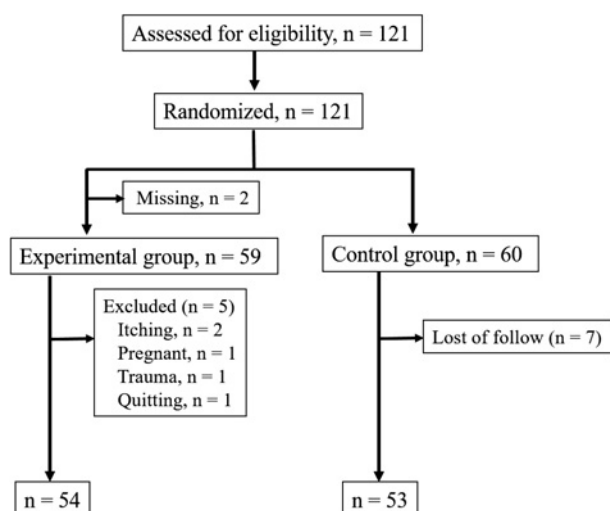 Assessed for eligibility, n = 121
Randomized, n = 121
Missing, n = 2
Experimental group, n = 59
Control group, n = 60
Excluded (n = 5)
Itching, n = 2
Pregnant, n = 1
Trauma, n = 1
Quitting, n = 1
Lost of follow (n = 7)
n = 54
n = 53